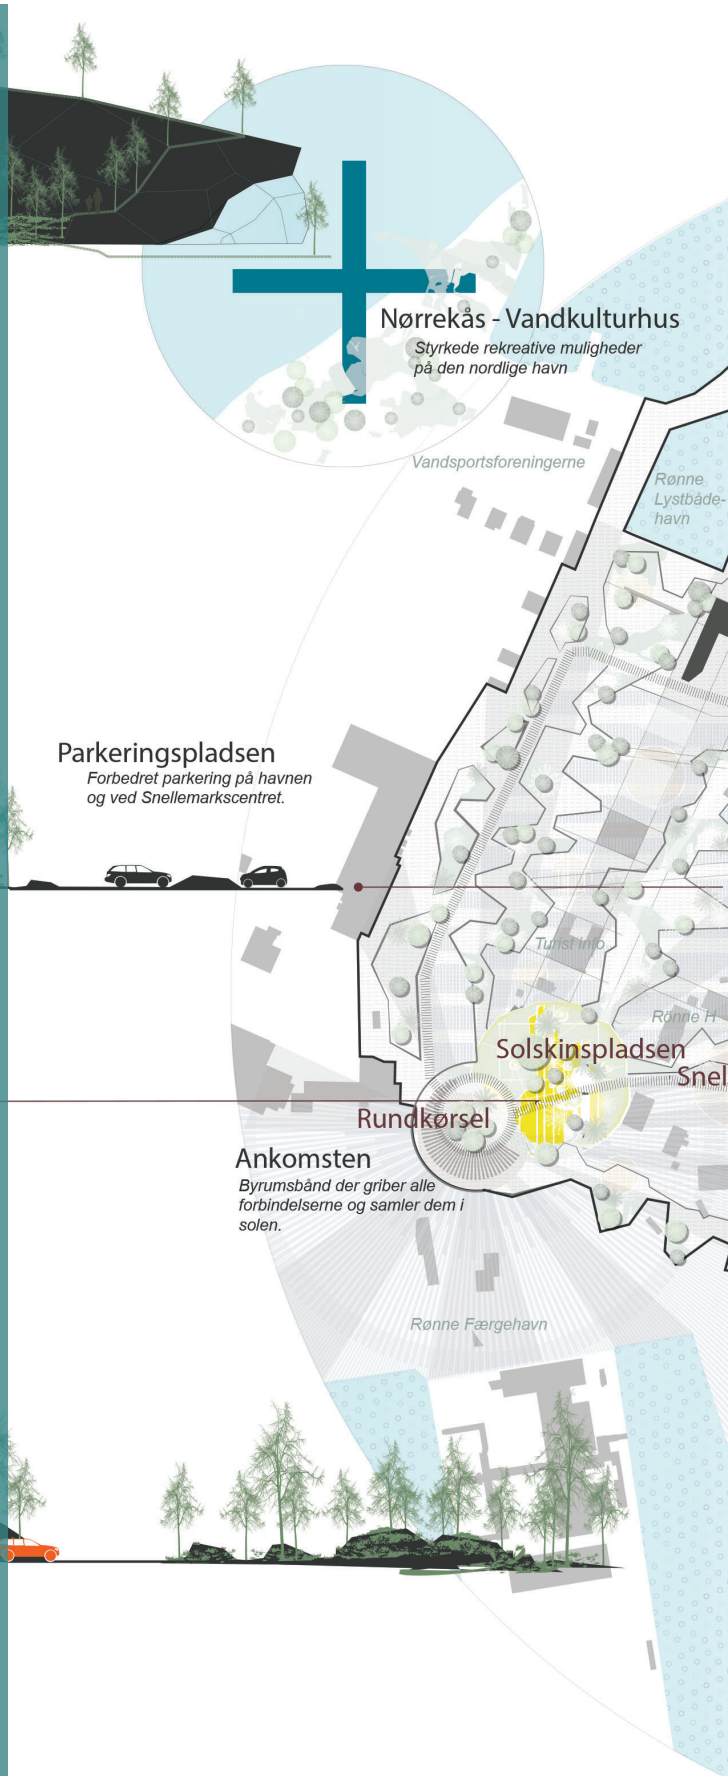 Nørrekås - Vandkulturhus
Styrkede rekreative muligheder
på den nordlige havn
Vandsportsforeningerne
Rønne
Lystbåde-
havn
Parkeringspladsen
Forbedret parkering på havnen
og ved Snellemarkscentret.
Turist info
Rönne H
Solskinspladsen
Snel
Rundkørsel
Ankomsten
Byrumsbånd der griber alle
forbindelserne og samler dem i
solen.
Rønne Færgehavn